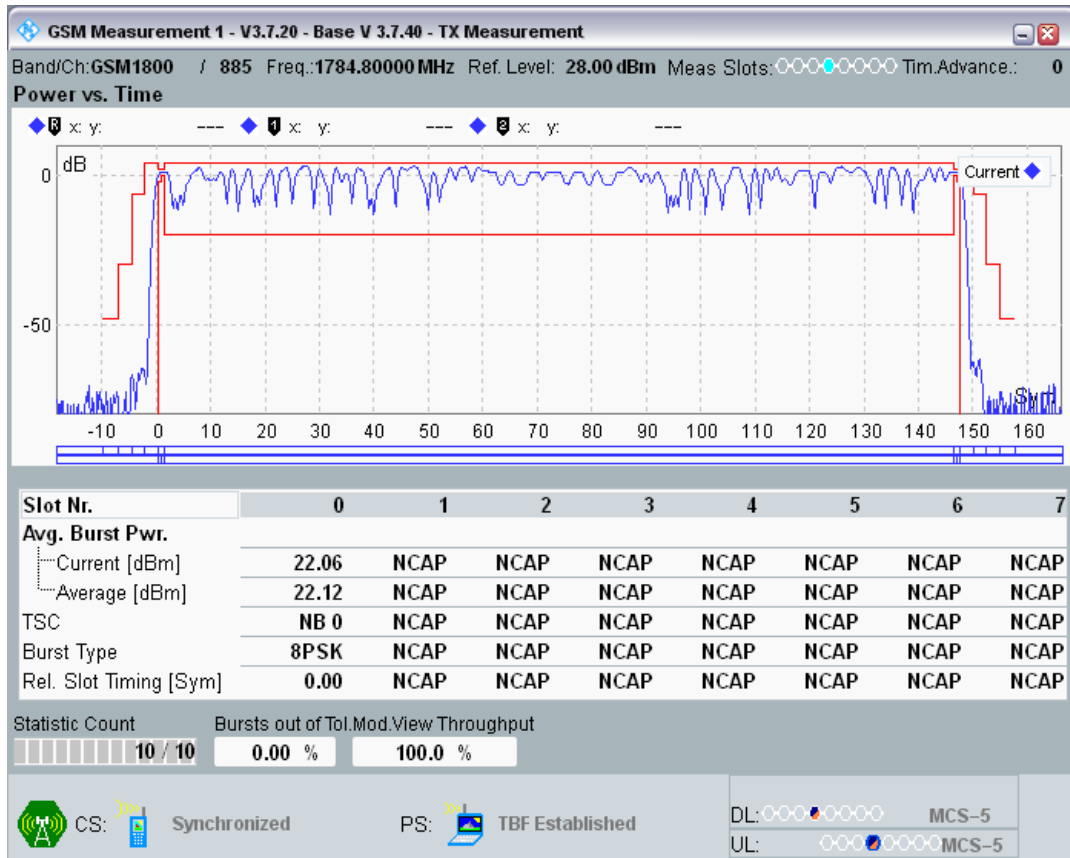 GSM Measurement 1 - V3.7.20 - Base V 3.7.40 - TX Measurement
Band/Ch:GSM1800 / 885 Freq.:1784.80000 MHz Ref. Level: 28.00 dBm Meas Slots: Tim.Advance.: 0
Power vs. Time
R x: y: --- 1 x: y: --- 2 x: y: ---
dB
Current
0
-50
Sym
-10 0 10 20 30 40 50 60 70 80 90 100 110 120 130 140 150 160
Slot Nr. 0 1 2 3 4 5 6 7
Avg. Burst Pwr.
Current [dBm] 22.06 NCAP NCAP NCAP NCAP NCAP NCAP NCAP
Average [dBm] 22.12 NCAP NCAP NCAP NCAP NCAP NCAP NCAP
TSC NB 0 NCAP NCAP NCAP NCAP NCAP NCAP NCAP
Burst Type 8PSK NCAP NCAP NCAP NCAP NCAP NCAP NCAP
Rel. Slot Timing [Sym] 0.00 NCAP NCAP NCAP NCAP NCAP NCAP NCAP
Statistic Count Bursts out of Tol. Mod.View Throughput
10 / 10 0.00 % 100.0 %
CS: Synchronized PS: TBF Established
DL: MCS-5
UL: MCS-5